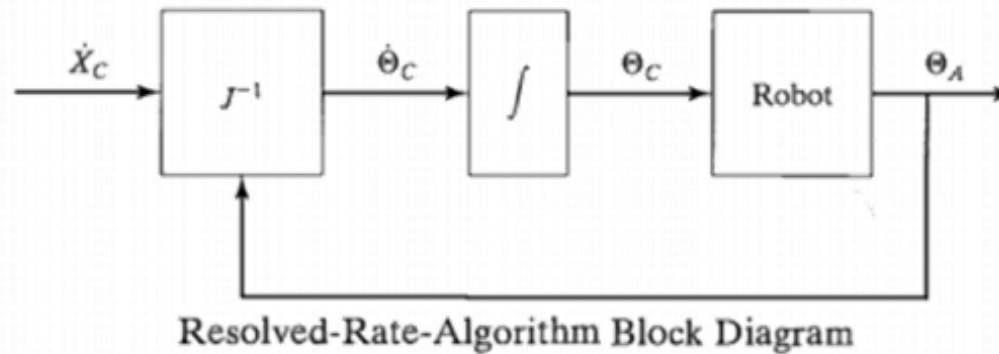 Ẋ_C
J⁻¹
Θ̇_C
∫
Θ_C
Robot
Θ_A
Resolved-Rate-Algorithm Block Diagram